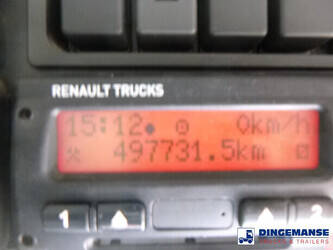 RENAULT TRUCKS
15:12 0km/h
497731.5km
1 2
DINGEMANSE
TRUCKS & TRAILERS